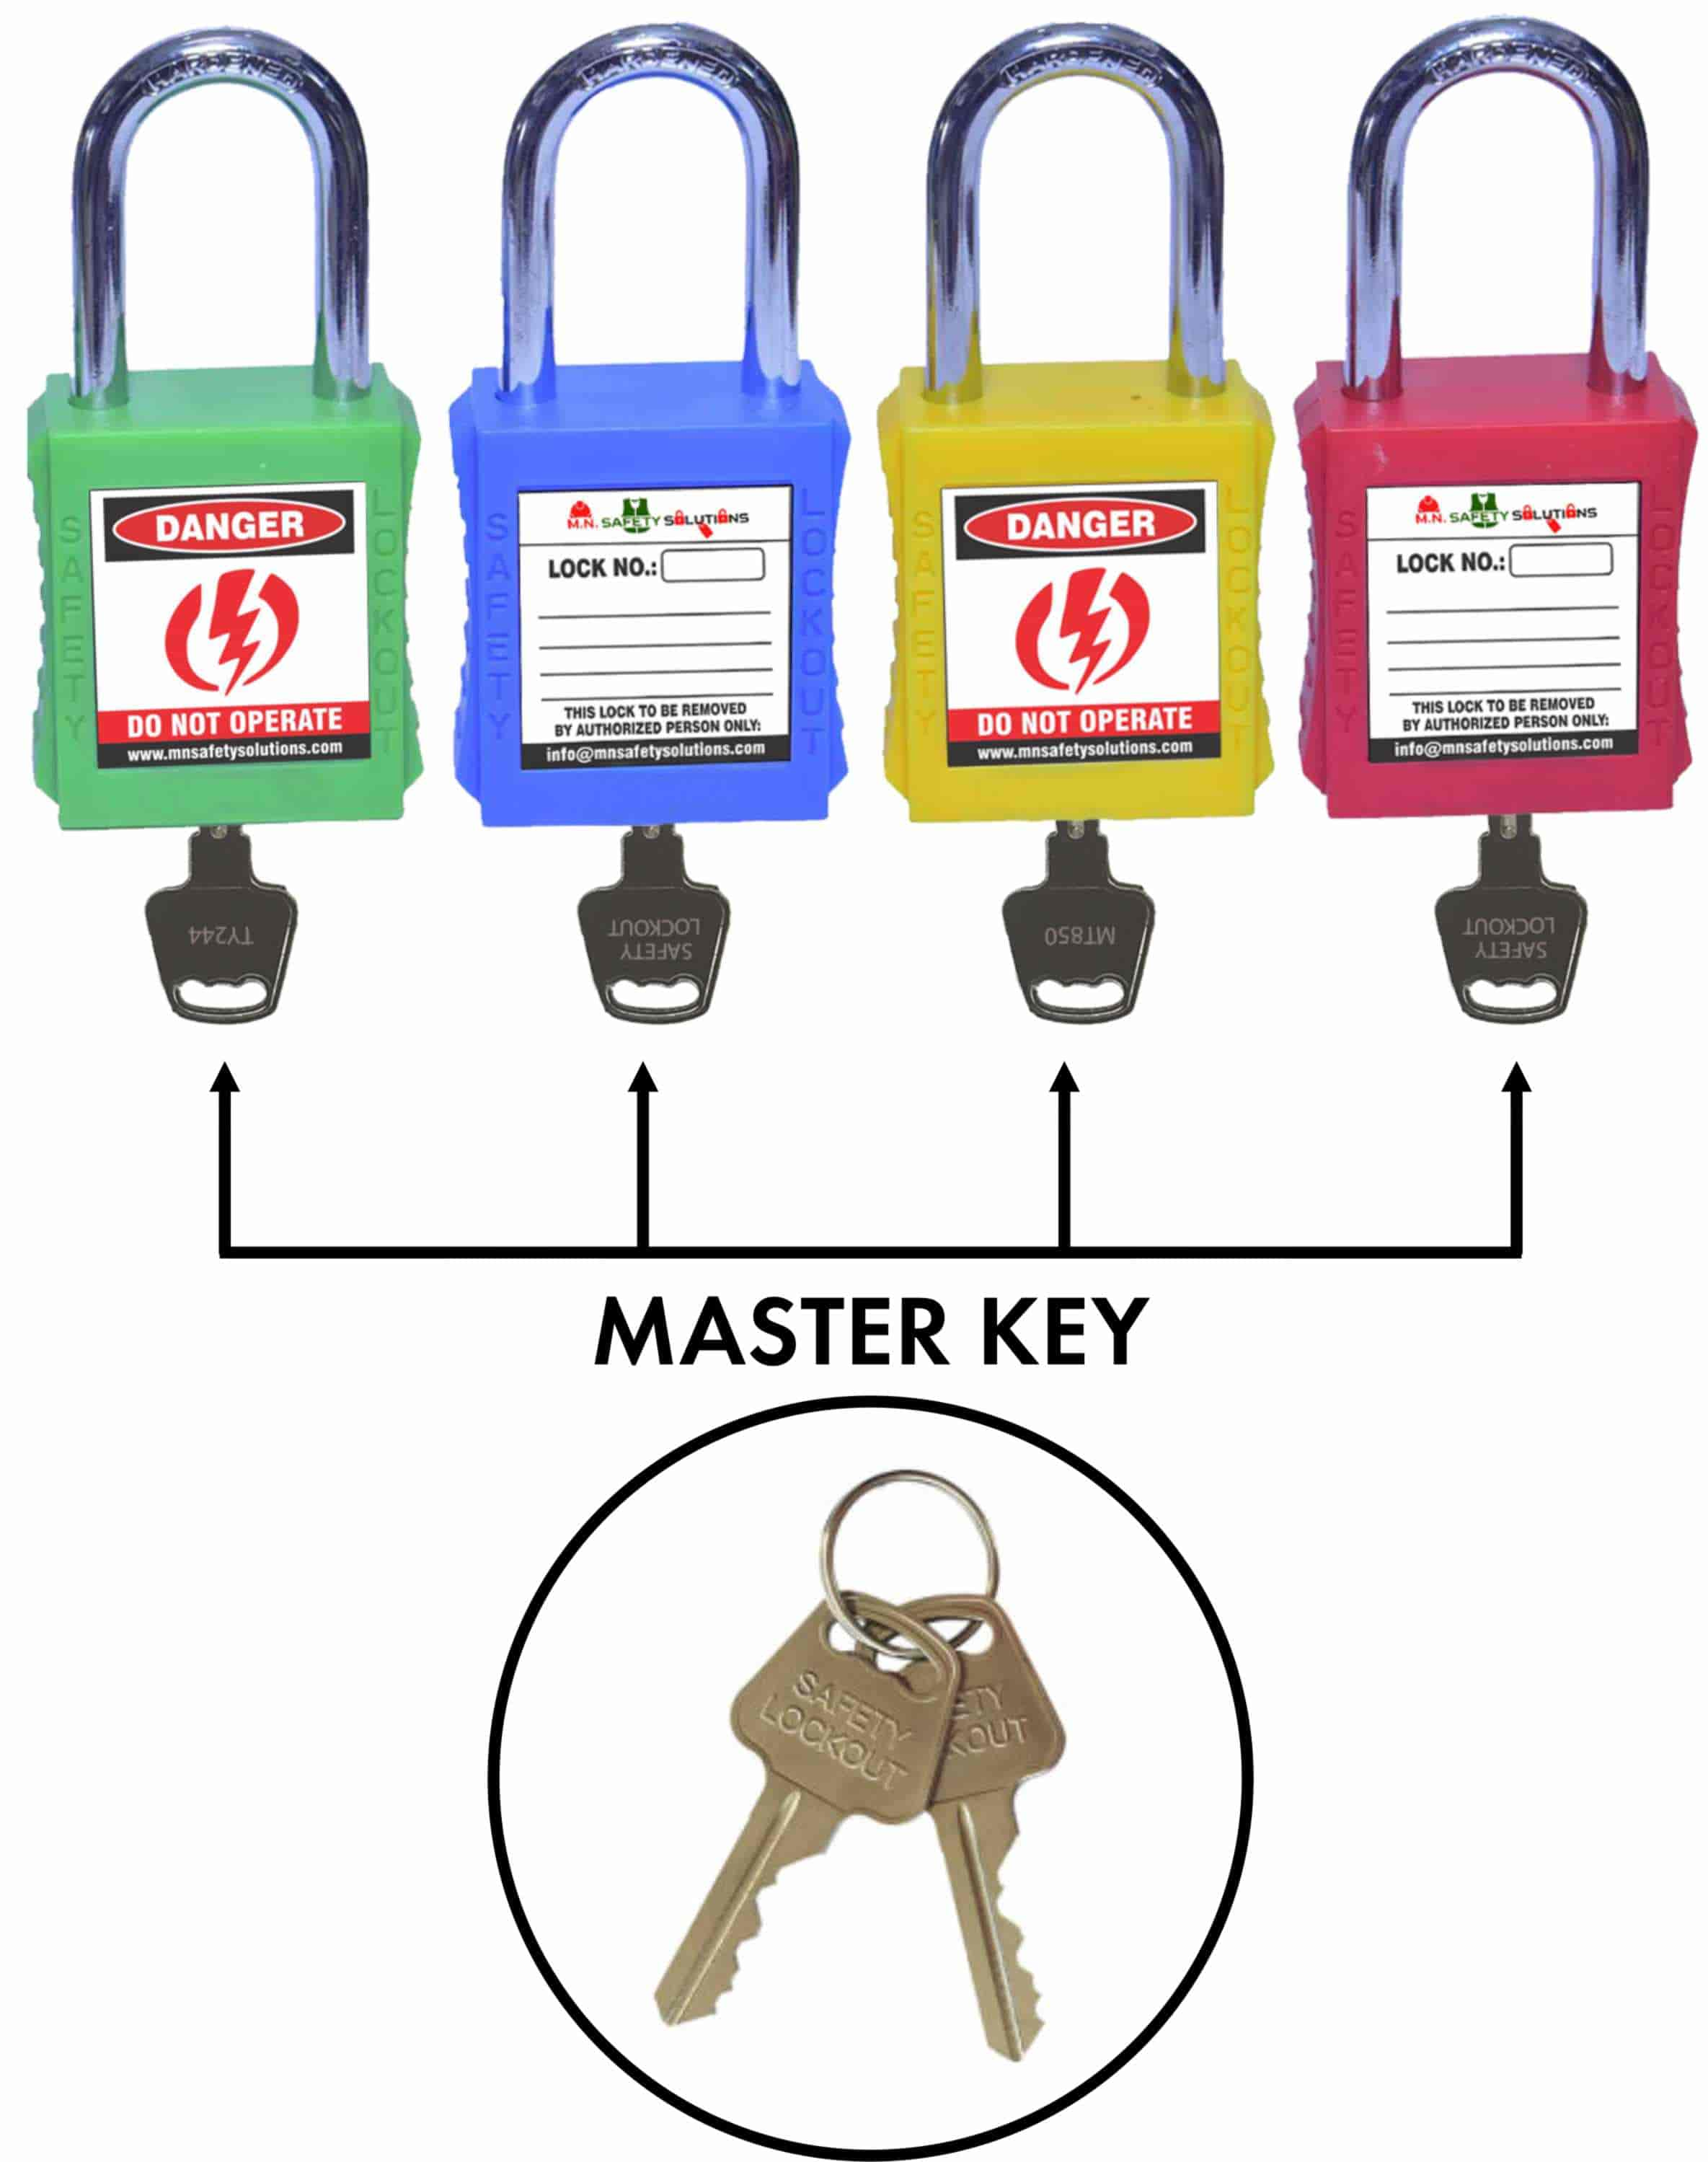 HARDENED
HARDENED
HARDENED
HARDENED
SAFETY
LOCKOUT
DANGER
DO NOT OPERATE
www.mnsafetysolutions.com
TY244
SAFETY
LOCKOUT
M.N. SAFETY SOLUTIONS
LOCK NO.:
THIS LOCK TO BE REMOVED
BY AUTHORIZED PERSON ONLY:
info@mnsafetysolutions.com
SAFETY
LOCKOUT
SAFETY
LOCKOUT
DANGER
DO NOT OPERATE
www.mnsafetysolutions.com
MT850
SAFETY
LOCKOUT
M.N. SAFETY SOLUTIONS
LOCK NO.:
THIS LOCK TO BE REMOVED
BY AUTHORIZED PERSON ONLY:
info@mnsafetysolutions.com
SAFETY
LOCKOUT
MASTER KEY
SAFETY
LOCKOUT
ETY
KOUT